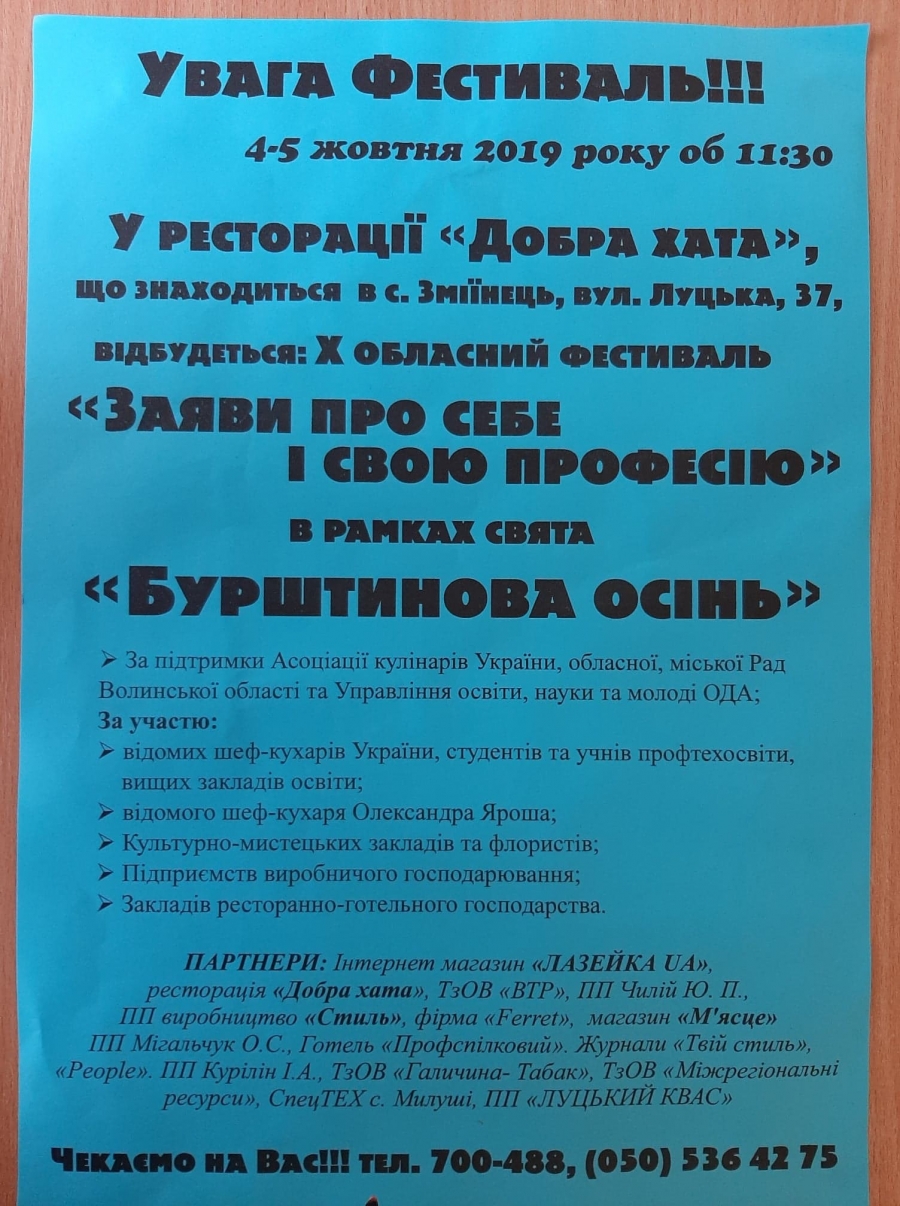 Увага Фестиваль!!!
4-5 жовтня 2019 року об 11:30
У ресторації «Добра хата»,
що знаходиться в с. Зміїнець, вул. Луцька, 37,
відбудеться: X обласний фестиваль
«Заяви про себе
і свою професію»
в рамках свята
«Бурштинова осінь»
➢ За підтримки Асоціації кулінарів України, обласної, міської Рад
Волинської області та Управління освіти, науки та молоді ОДА;
За участю:
➢ відомих шеф-кухарів України, студентів та учнів профтехосвіти,
вищих закладів освіти;
➢ відомого шеф-кухаря Олександра Яроша;
➢ Культурно-мистецьких закладів та флористів;
➢ Підприємств виробничого господарювання;
➢ Закладів ресторанно-готельного господарства.
ПАРТНЕРИ: Інтернет магазин «ЛАЗЕЙКА UA»,
ресторація «Добра хата», ТзОВ «ВТР», ПП Чилій Ю. П.,
ПП виробництво «Стиль», фірма «Ferret», магазин «М'ясце»
ПП Мігальчук О.С., Готель «Профспілковий». Журнали «Твій стиль»,
«People». ПП Курілін І.А., ТзОВ «Галичина- Табак», ТзОВ «Міжрегіональні
ресурси», СпецТЕХ с. Милуші, ПП «ЛУЦЬКИЙ КВАС»
Чекаємо на Вас!!! тел. 700-488, (050) 536 42 75